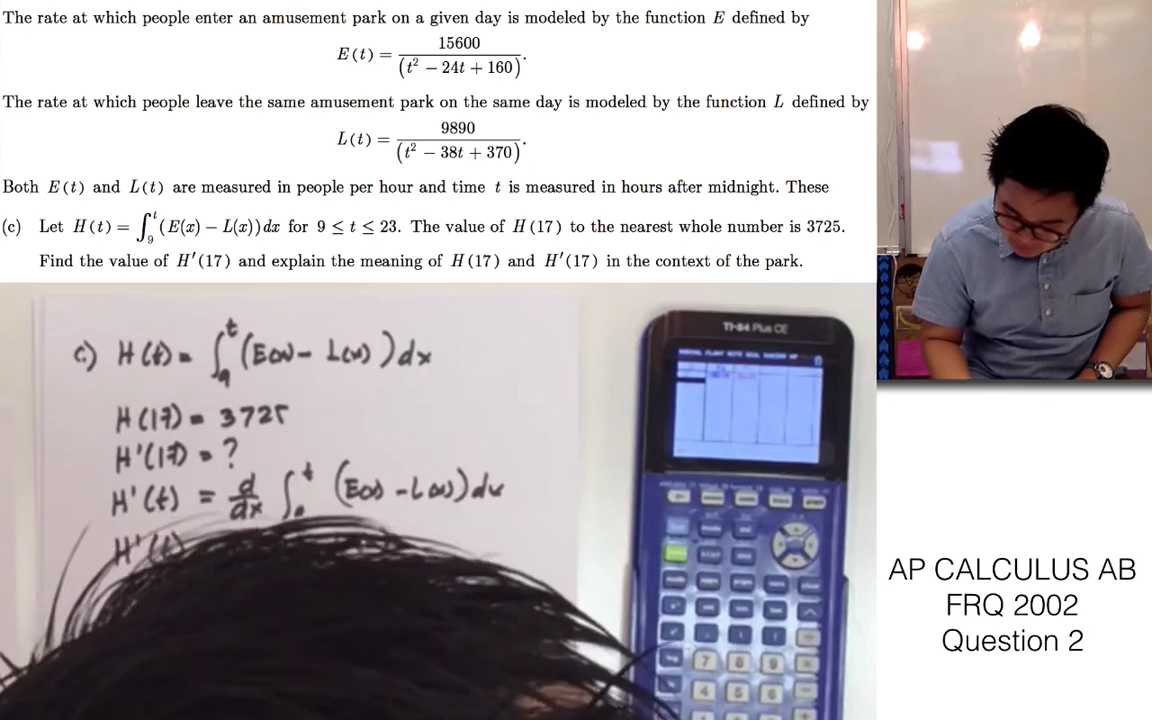 The rate at which people enter an amusement park on a given day is modeled by the function E defined by
E(t) = 15600 / (t² − 24t + 160).
The rate at which people leave the same amusement park on the same day is modeled by the function L defined by
L(t) = 9890 / (t² − 38t + 370).
Both E(t) and L(t) are measured in people per hour and time t is measured in hours after midnight. These
(c) Let H(t) = ∫₉ᵗ (E(x) − L(x)) dx for 9 ≤ t ≤ 23. The value of H(17) to the nearest whole number is 3725.
Find the value of H′(17) and explain the meaning of H(17) and H′(17) in the context of the park.
c) H(t) = ∫₉ᵗ (E(x) − L(x)) dx
H(17) = 3725
H'(17) = ?
H'(t) = d/dx ∫ᵗ (E(x) − L(x)) dx
H'(t)
TI-84 Plus CE
7 8 9
4 5 6
AP CALCULUS AB
FRQ 2002
Question 2